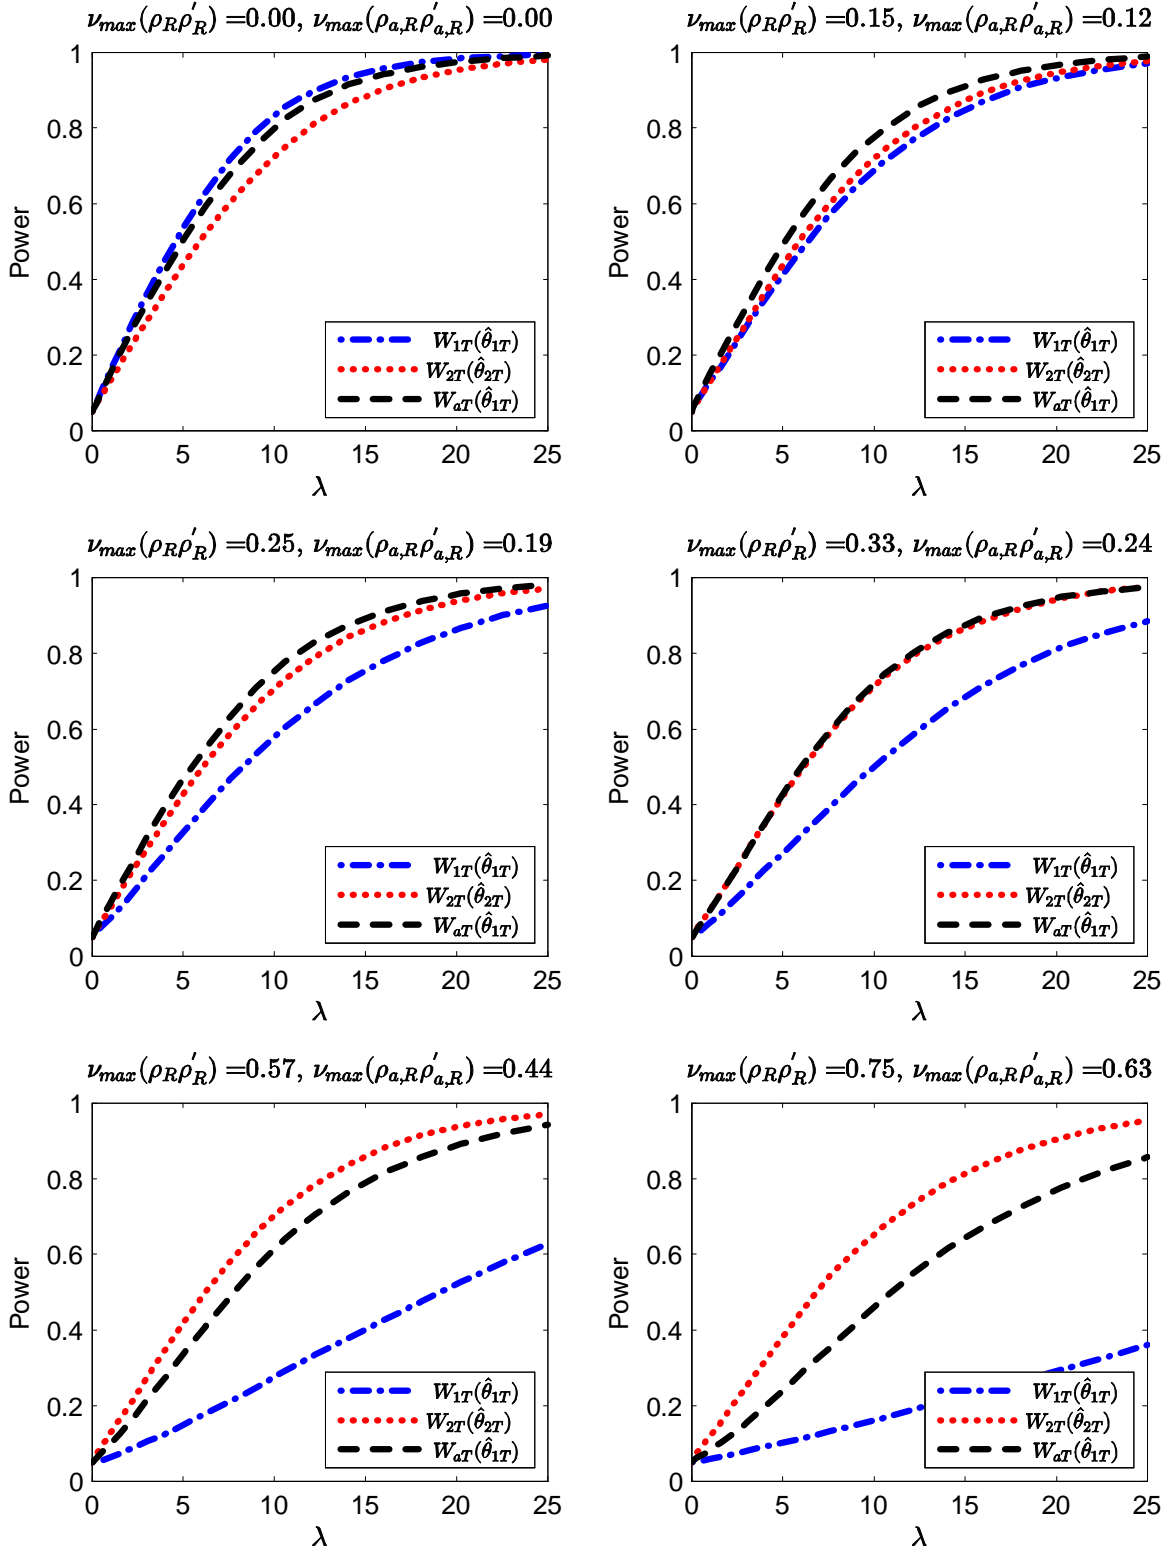 ν_max(ρ_Rρ′_R) =0.00, ν_max(ρ_{a,R}ρ′_{a,R}) =0.00
1
0.8
0.6
0.4
0.2
0
Power
W_{1T}(θ̂_{1T})
W_{2T}(θ̂_{2T})
W_{aT}(θ̂_{1T})
0 5 10 15 20 25
λ
ν_max(ρ_Rρ′_R) =0.15, ν_max(ρ_{a,R}ρ′_{a,R}) =0.12
1
0.8
0.6
0.4
0.2
0
Power
W_{1T}(θ̂_{1T})
W_{2T}(θ̂_{2T})
W_{aT}(θ̂_{1T})
0 5 10 15 20 25
λ
ν_max(ρ_Rρ′_R) =0.25, ν_max(ρ_{a,R}ρ′_{a,R}) =0.19
1
0.8
0.6
0.4
0.2
0
Power
W_{1T}(θ̂_{1T})
W_{2T}(θ̂_{2T})
W_{aT}(θ̂_{1T})
0 5 10 15 20 25
λ
ν_max(ρ_Rρ′_R) =0.33, ν_max(ρ_{a,R}ρ′_{a,R}) =0.24
1
0.8
0.6
0.4
0.2
0
Power
W_{1T}(θ̂_{1T})
W_{2T}(θ̂_{2T})
W_{aT}(θ̂_{1T})
0 5 10 15 20 25
λ
ν_max(ρ_Rρ′_R) =0.57, ν_max(ρ_{a,R}ρ′_{a,R}) =0.44
1
0.8
0.6
0.4
0.2
0
Power
W_{1T}(θ̂_{1T})
W_{2T}(θ̂_{2T})
W_{aT}(θ̂_{1T})
0 5 10 15 20 25
λ
ν_max(ρ_Rρ′_R) =0.75, ν_max(ρ_{a,R}ρ′_{a,R}) =0.63
1
0.8
0.6
0.4
0.2
0
Power
W_{1T}(θ̂_{1T})
W_{2T}(θ̂_{2T})
W_{aT}(θ̂_{1T})
0 5 10 15 20 25
λ